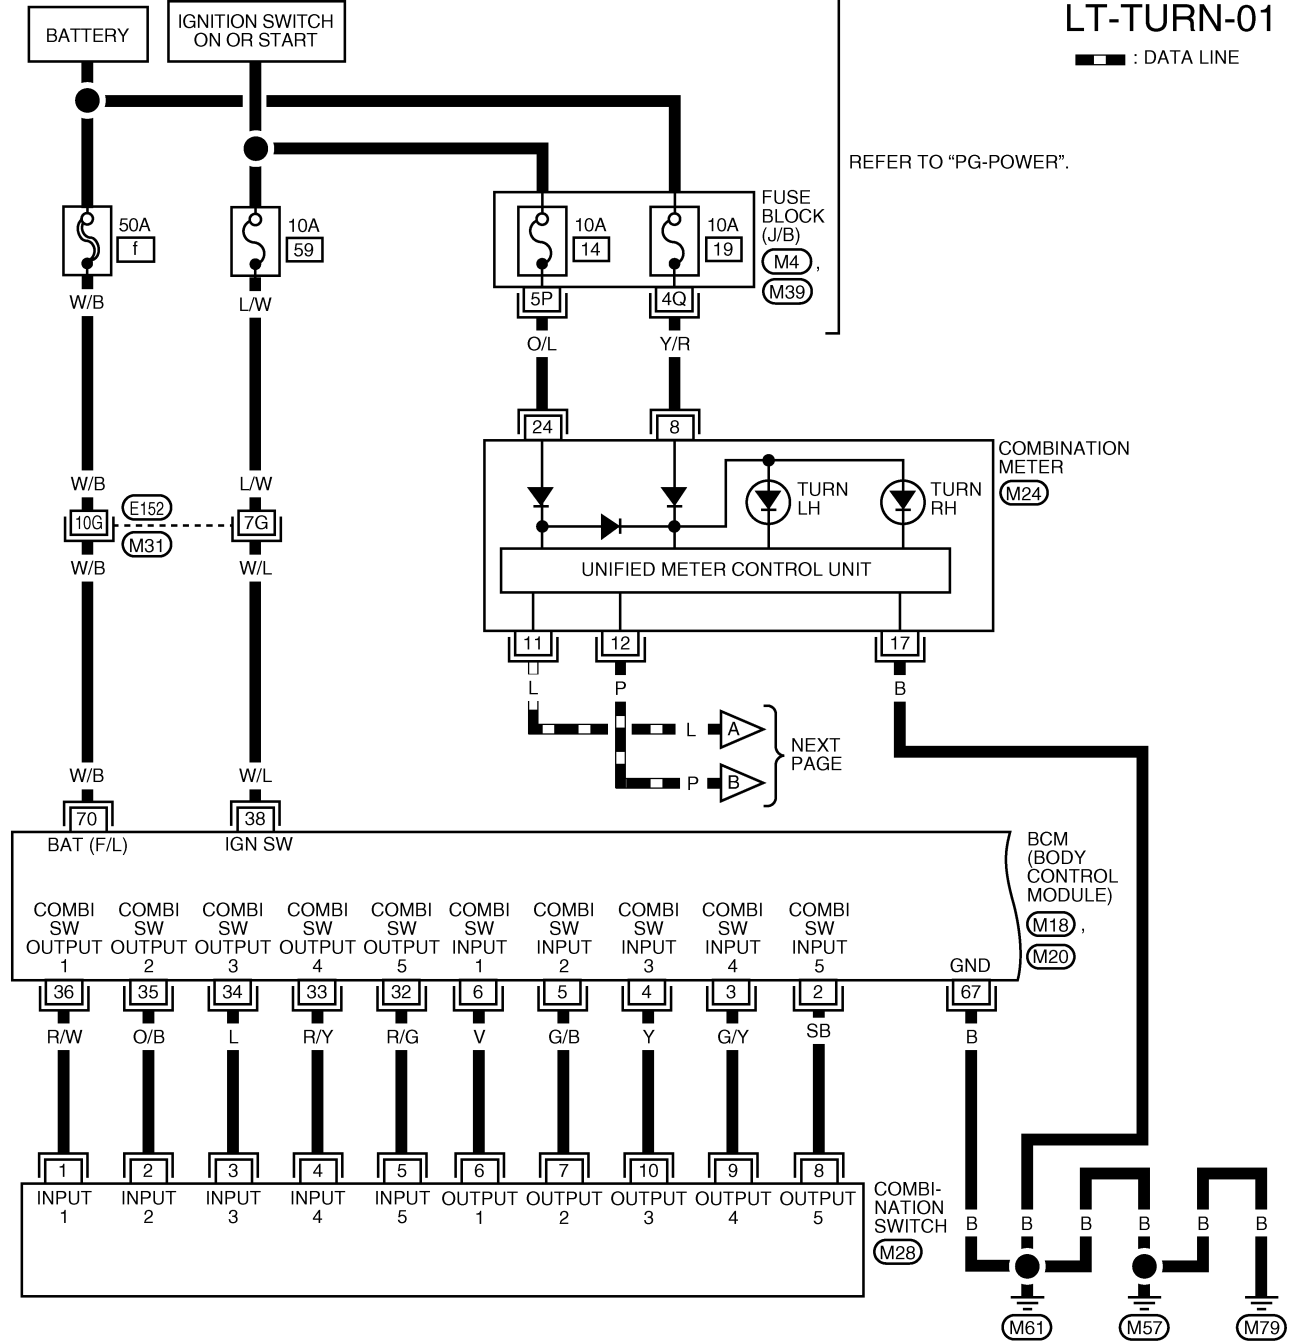 LT-TURN-01
: DATA LINE
BATTERY
IGNITION SWITCH
ON OR START
REFER TO “PG-POWER”.
50A
f
10A
59
10A
14
10A
19
FUSE
BLOCK
(J/B)
M4 ,
M39
5P
4Q
W/B
L/W
O/L
Y/R
24
8
COMBINATION
METER
M24
TURN
LH
TURN
RH
W/B
L/W
10G
E152
7G
M31
W/B
W/L
UNIFIED METER CONTROL UNIT
11
12
17
L
P
B
L
A
P
B
NEXT
PAGE
W/B
W/L
70
38
BAT (F/L)
IGN SW
BCM
(BODY
CONTROL
MODULE)
M18 ,
M20
COMBI
SW
OUTPUT
1
COMBI
SW
OUTPUT
2
COMBI
SW
OUTPUT
3
COMBI
SW
OUTPUT
4
COMBI
SW
OUTPUT
5
COMBI
SW
INPUT
1
COMBI
SW
INPUT
2
COMBI
SW
INPUT
3
COMBI
SW
INPUT
4
COMBI
SW
INPUT
5
GND
36
35
34
33
32
6
5
4
3
2
67
R/W
O/B
L
R/Y
R/G
V
G/B
Y
G/Y
SB
B
1
2
3
4
5
6
7
10
9
8
INPUT
1
INPUT
2
INPUT
3
INPUT
4
INPUT
5
OUTPUT
1
OUTPUT
2
OUTPUT
3
OUTPUT
4
OUTPUT
5
COMBI-
NATION
SWITCH
M28
B
B
B
B
B
B
M61
M57
M79